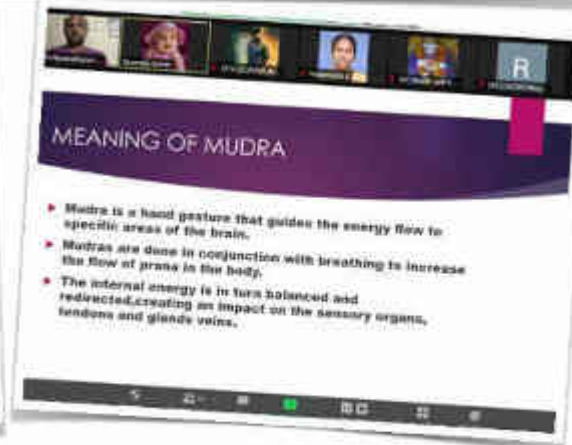 R
MEANING OF MUDRA
Mudra is a hand gesture that guides the energy flow to
specific areas of the brain.
Mudras are done in conjunction with breathing to increase
the flow of prana in the body.
The internal energy is in turn balanced and
redirected,creating an impact on the sensory organs,
tendons and glands veins.